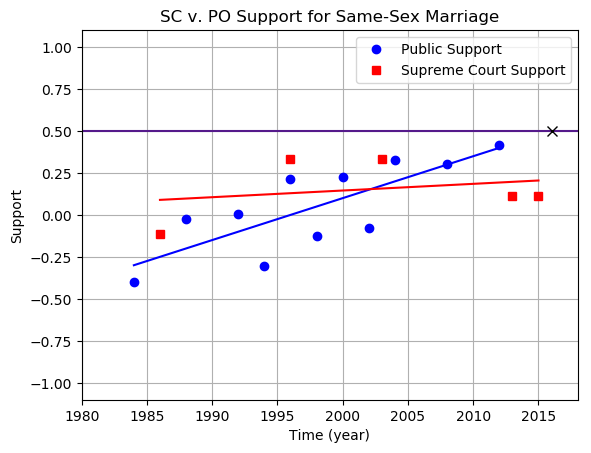 SC v. PO Support for Same-Sex Marriage
Public Support
Supreme Court Support
Support
1.00
0.75
0.50
0.25
0.00
−0.25
−0.50
−0.75
−1.00
1980 1985 1990 1995 2000 2005 2010 2015
Time (year)